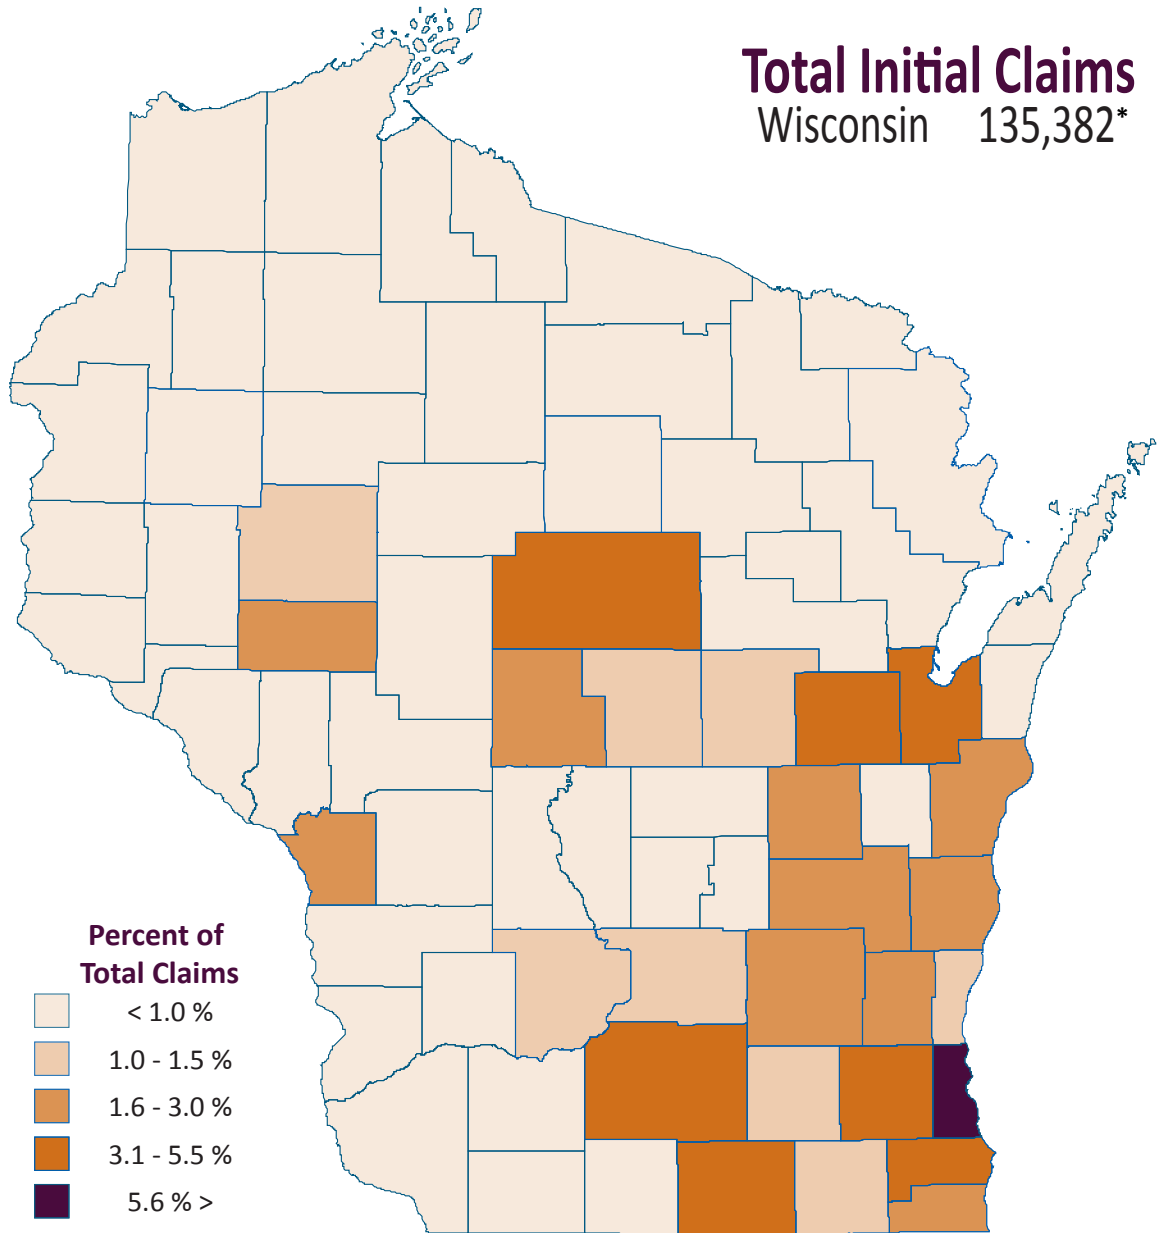 Total Initial Claims
Wisconsin 135,382*
Percent of
Total Claims
< 1.0 %
1.0 - 1.5 %
1.6 - 3.0 %
3.1 - 5.5 %
5.6 % >